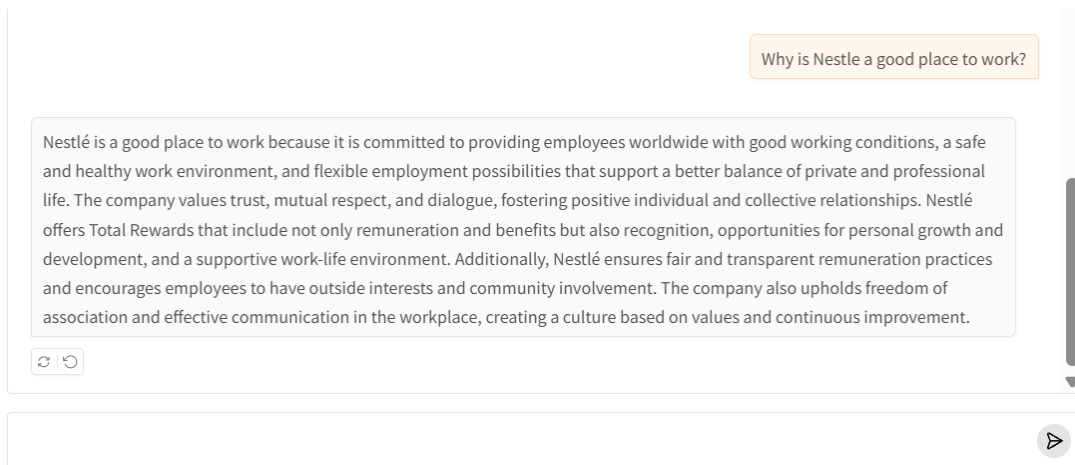 Why is Nestle a good place to work?
Nestlé is a good place to work because it is committed to providing employees worldwide with good working conditions, a safe
and healthy work environment, and flexible employment possibilities that support a better balance of private and professional
life. The company values trust, mutual respect, and dialogue, fostering positive individual and collective relationships. Nestlé
offers Total Rewards that include not only remuneration and benefits but also recognition, opportunities for personal growth and
development, and a supportive work-life environment. Additionally, Nestlé ensures fair and transparent remuneration practices
and encourages employees to have outside interests and community involvement. The company also upholds freedom of
association and effective communication in the workplace, creating a culture based on values and continuous improvement.